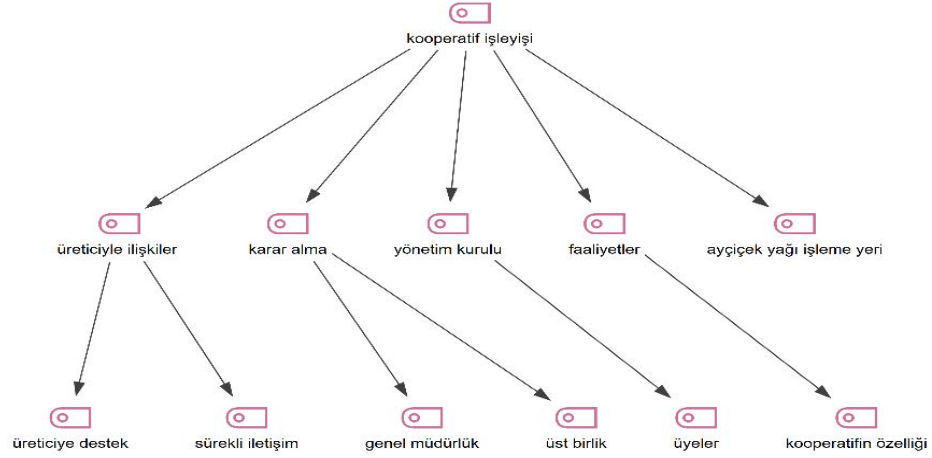 kooperatif işleyişi
üreticiyle ilişkiler
karar alma
yönetim kurulu
faaliyetler
ayçiçek yağı işleme yeri
üreticiye destek
sürekli iletişim
genel müdürlük
üst birlik
üyeler
kooperatifin özelliği